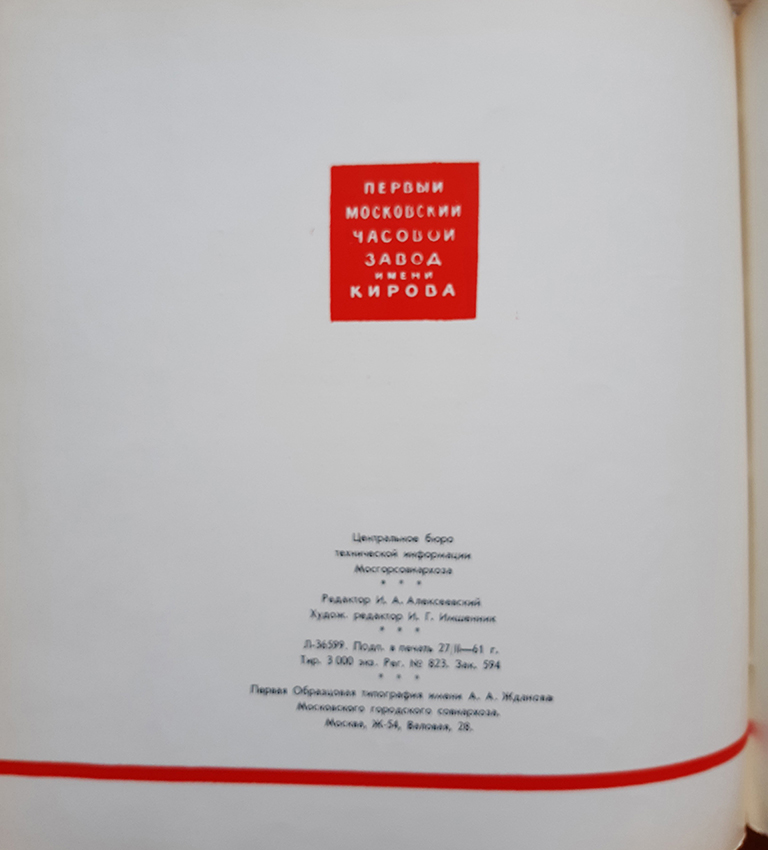 ПЕРВЫЙ
МОСКОВСКИЙ
ЧАСОВОЙ
ЗАВОД
ИМЕНИ
КИРОВА
Центральное бюро
технической информации
Мосгорсовнархоза
* * *
Редактор И. А. Алексеевский
Худож. редактор И. Г. Имшенник
* * *
Л-36599. Подп. в печать 27/II—61 г.
Тир. 3 000 экз. Рег. № 823. Зак. 594
* * *
Первая Образцовая типография имени А. А. Жданова
Московского городского совнархоза.
Москва, Ж-54, Валовая, 28.